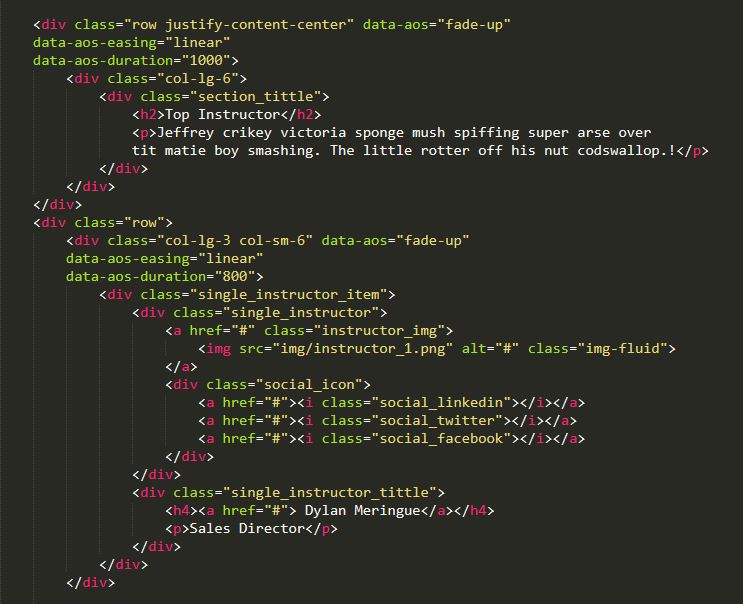 <div class="row justify-content-center" data-aos="fade-up"
data-aos-easing="linear"
data-aos-duration="1000">
<div class="col-lg-6">
<div class="section_tittle">
<h2>Top Instructor</h2>
<p>Jeffrey crikey victoria sponge mush spiffing super arse over
tit matie boy smashing. The little rotter off his nut codswallop.!</p>
</div>
</div>
</div>
<div class="row">
<div class="col-lg-3 col-sm-6" data-aos="fade-up"
data-aos-easing="linear"
data-aos-duration="800">
<div class="single_instructor_item">
<div class="single_instructor">
<a href="#" class="instructor_img">
<img src="img/instructor_1.png" alt="#" class="img-fluid">
</a>
<div class="social_icon">
<a href="#"><i class="social_linkedin"></i></a>
<a href="#"><i class="social_twitter"></i></a>
<a href="#"><i class="social_facebook"></i></a>
</div>
</div>
<div class="single_instructor_tittle">
<h4><a href="#"> Dylan Meringue</a></h4>
<p>Sales Director</p>
</div>
</div>
</div>